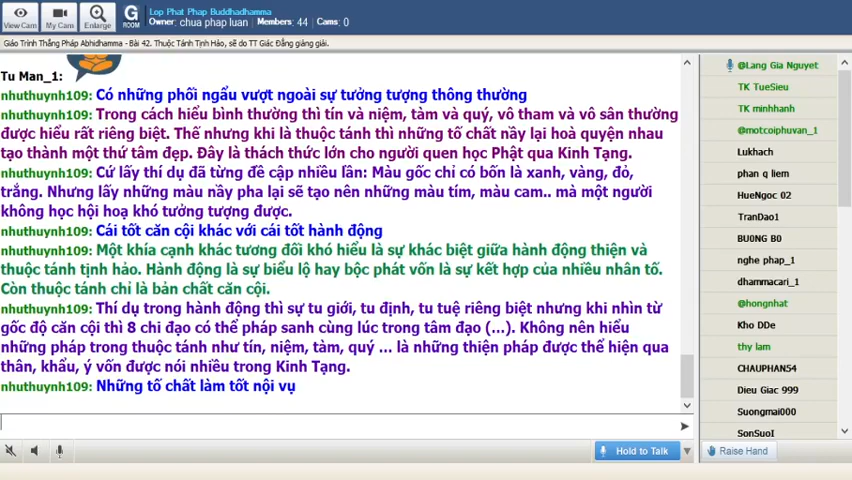 Lop Phat Phap Buddhadhamma
Owner: chua phap luan Members: 44 Cams: 0
View Cam
My Cam
Enlarge
G
ROOM
Giáo Trình Thắng Pháp Abhidhamma - Bài 42. Thuộc Tánh Tịnh Hảo, sẽ do TT Giác Đẳng giảng giải.
Tu Man_1:
nhuthuynh109: Có những phối ngẩu vượt ngoài sự tưởng tượng thông thường
nhuthuynh109: Trong cách hiểu bình thường thì tín và niệm, tàm và quý, vô tham và vô sân thường
được hiểu rất riêng biệt. Thế nhưng khi là thuộc tánh thì những tố chất nầy lại hoà quyện nhau
tạo thành một thứ tâm đẹp. Đây là thách thức lớn cho người quen học Phật qua Kinh Tạng.
nhuthuynh109: Cứ lấy thí dụ đã từng đề cập nhiều lần: Màu gốc chỉ có bốn là xanh, vàng, đỏ,
trắng. Nhưng lấy những màu nầy pha lại sẽ tạo nên những màu tím, màu cam.. mà một người
không học hội hoạ khó tưởng tượng được.
nhuthuynh109: Cái tốt căn cội khác với cái tốt hành động
nhuthuynh109: Một khía cạnh khác tương đối khó hiểu là sự khác biệt giữa hành động thiện và
thuộc tánh tịnh hảo. Hành động là sự biểu lộ hay bộc phát vốn là sự kết hợp của nhiều nhân tố.
Còn thuộc tánh chỉ là bản chất căn cội.
nhuthuynh109: Thí dụ trong hành động thì sự tu giới, tu định, tu tuệ riêng biệt nhưng khi nhìn từ
gốc độ căn cội thì 8 chi đạo có thể pháp sanh cùng lúc trong tâm đạo (...). Không nên hiểu
những pháp trong thuộc tánh như tín, niệm, tàm, quý ... là những thiện pháp được thể hiện qua
thân, khẩu, ý vốn được nói nhiều trong Kinh Tạng.
nhuthuynh109: Những tố chất làm tốt nội vụ
@Lang Gia Nguyet
TK TueSieu
TK minhhanh
@motcoiphuvan_1
Lukhach
phan q liem
HueNgoc 02
TranDao1
BU0NG B0
nghe phap_1
dhammacari_1
@hongnhat
Kho DDe
thy lam
CHAUPHAN54
Dieu Giac 999
Suongmai000
SonSuoI
Hold to Talk
Raise Hand